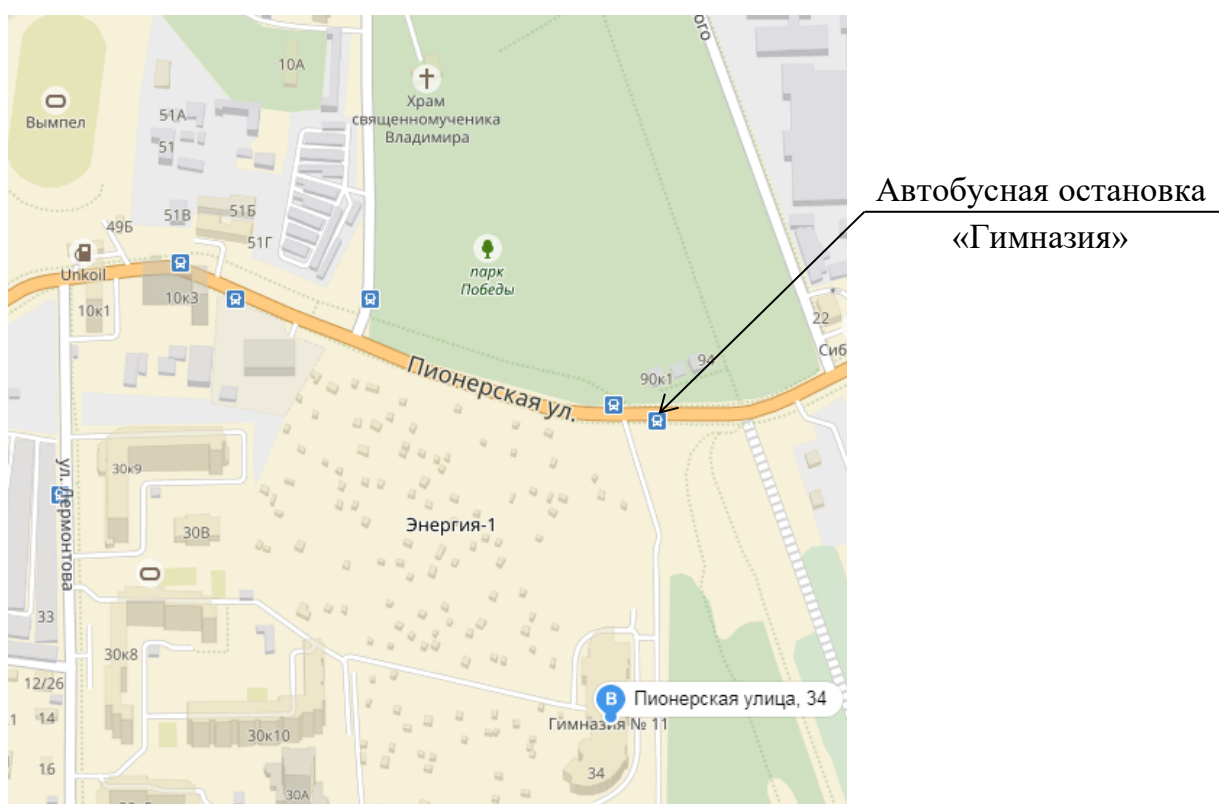 ого
10А
Вымпел
Храм
священномученика
Владимира
51А
51
51В
51Б
49Б
51Г
Автобусная остановка
«Гимназия»
Unkoil
парк
Победы
10к3
10к1
22
Сиб
94
90к1
Пионерская ул.
30к9
ул. Лермонтова
30В
Энергия-1
33
30к8
12/26
В
Пионерская улица, 34
1
14
Гимназия № 11
30к10
16
34
30А